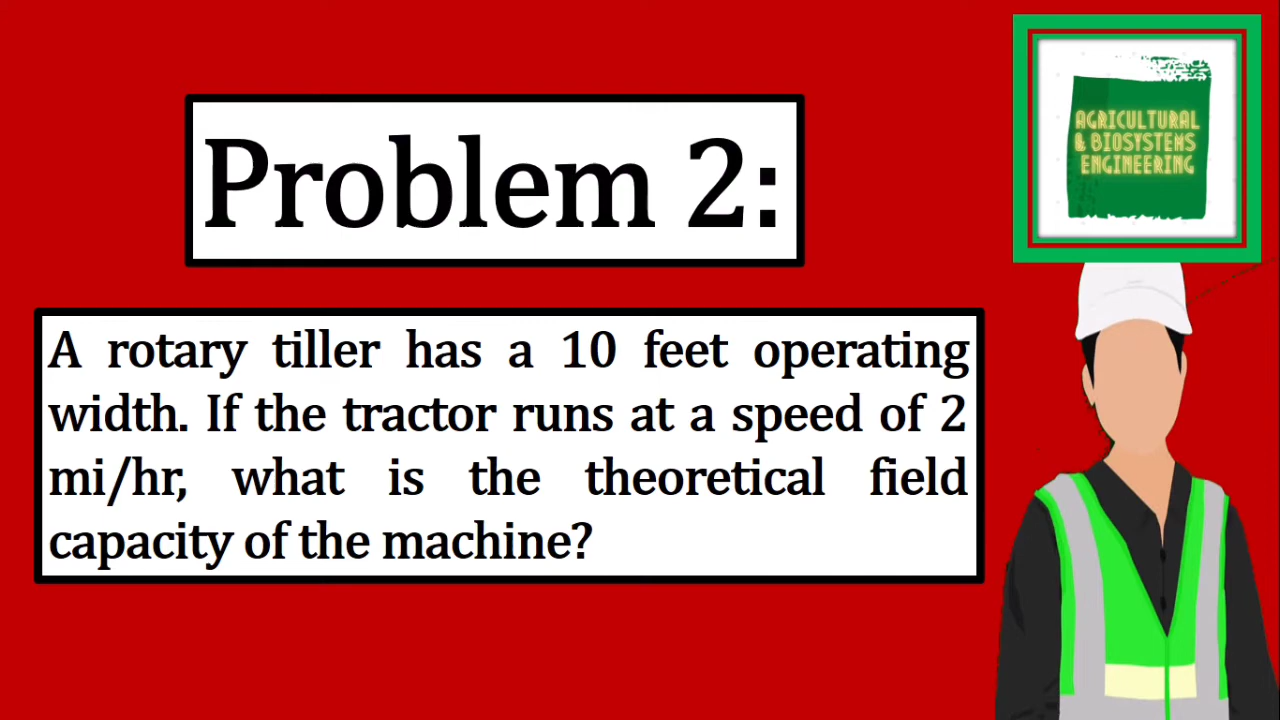 Problem 2:
AGRICULTURAL
& BIOSYSTEMS
ENGINEERING
A rotary tiller has a 10 feet operating
width. If the tractor runs at a speed of 2
mi/hr, what is the theoretical field
capacity of the machine?